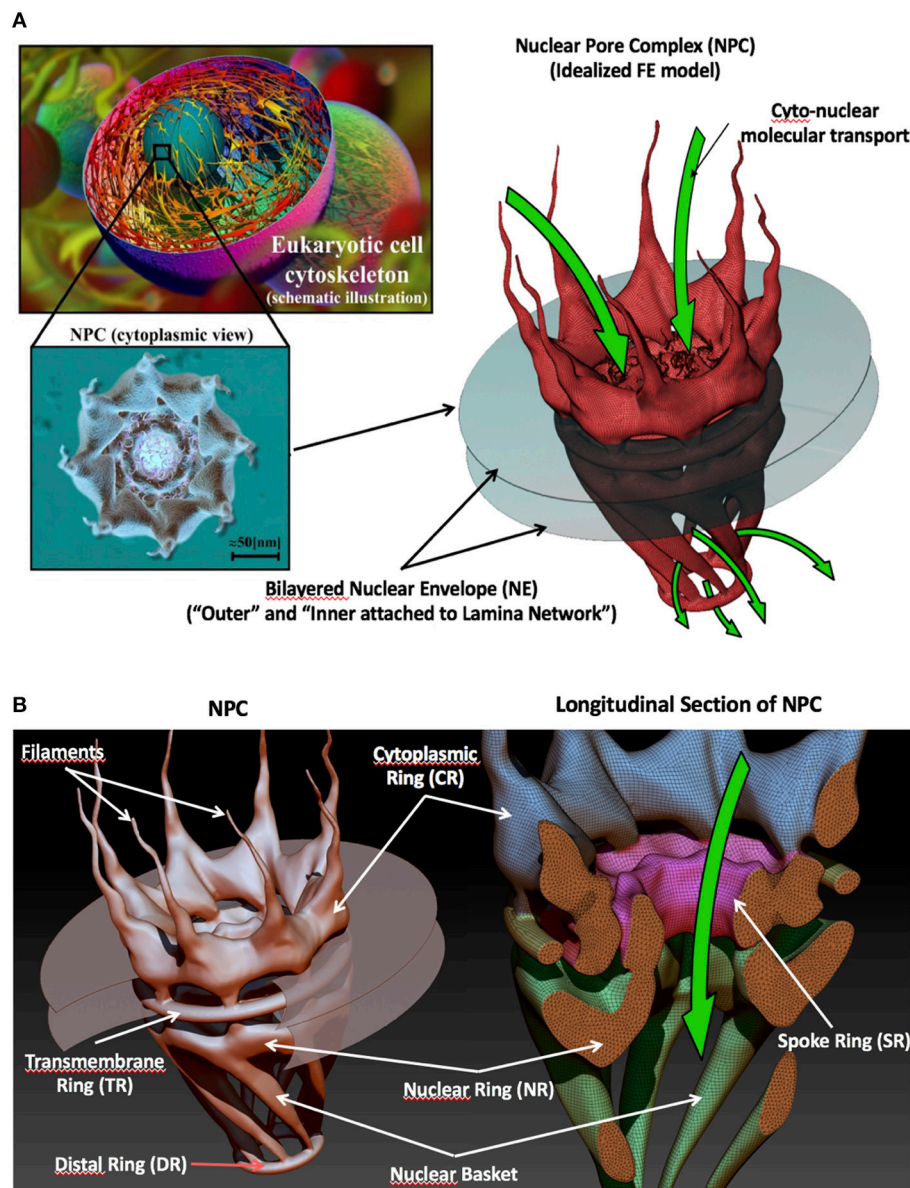 A
Nuclear Pore Complex (NPC)
(Idealized FE model)
Cyto-nuclear
molecular transport
Eukaryotic cell
cytoskeleton
(schematic illustration)
NPC (cytoplasmic view)
≈50[nm]
Bilayered Nuclear Envelope (NE)
(“Outer” and “Inner attached to Lamina Network”)
B
NPC
Longitudinal Section of NPC
Filaments
Cytoplasmic
Ring (CR)
Transmembrane
Ring (TR)
Spoke Ring (SR)
Nuclear Ring (NR)
Distal Ring (DR)
Nuclear Basket